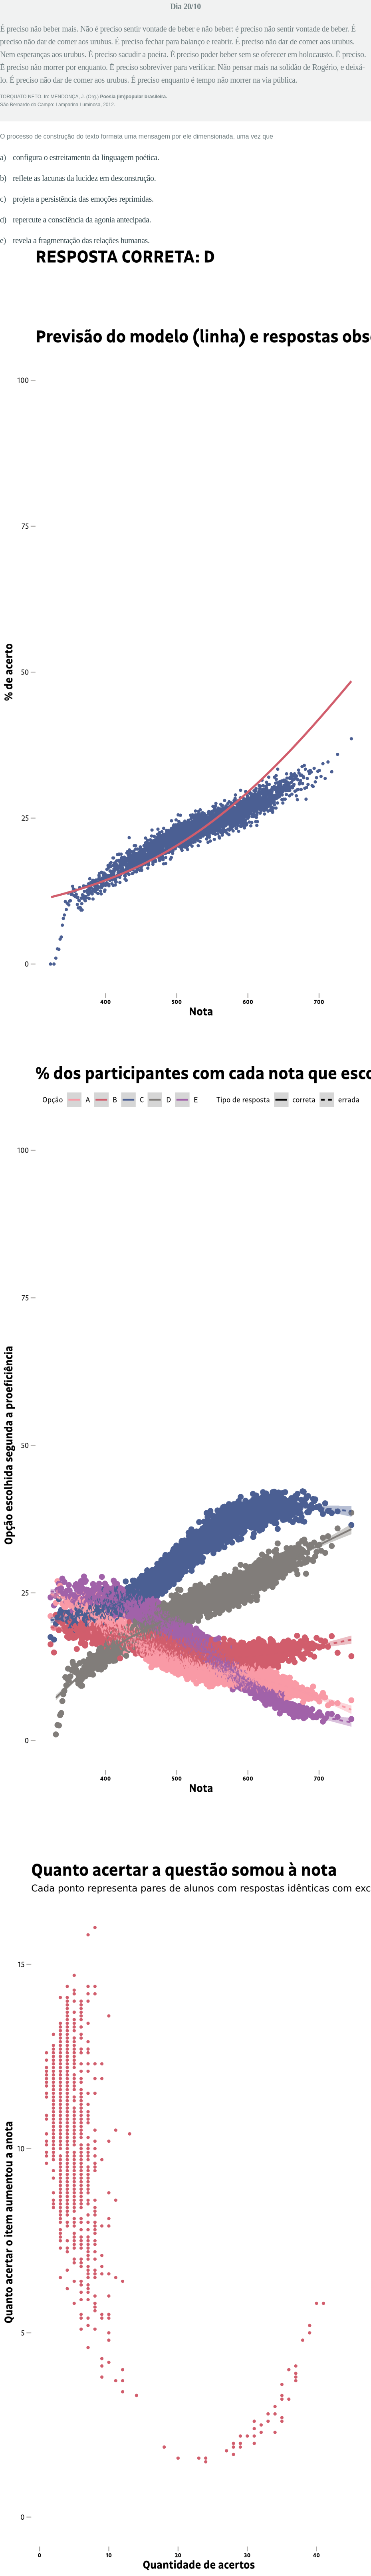 Dia 20/10
É preciso não beber mais. Não é preciso sentir vontade de beber e não beber: é preciso não sentir vontade de beber. É
preciso não dar de comer aos urubus. É preciso fechar para balanço e reabrir. É preciso não dar de comer aos urubus.
Nem esperanças aos urubus. É preciso sacudir a poeira. É preciso poder beber sem se oferecer em holocausto. É preciso.
É preciso não morrer por enquanto. É preciso sobreviver para verificar. Não pensar mais na solidão de Rogério, e deixá-
lo. É preciso não dar de comer aos urubus. É preciso enquanto é tempo não morrer na via pública.
TORQUATO NETO. In: MENDONÇA, J. (Org.) Poesia (im)popular brasileira.
São Bernardo do Campo: Lamparina Luminosa, 2012.
O processo de construção do texto formata uma mensagem por ele dimensionada, uma vez que
a) configura o estreitamento da linguagem poética.
b) reflete as lacunas da lucidez em desconstrução.
c) projeta a persistência das emoções reprimidas.
d) repercute a consciência da agonia antecipada.
e) revela a fragmentação das relações humanas.
RESPOSTA CORRETA: D
Previsão do modelo (linha) e respostas obs
100
75
50
25
0
% de acerto
400 500 600 700
Nota
% dos participantes com cada nota que esco
Opção A B C D E Tipo de resposta correta errada
100
75
50
25
0
Opção escolhida segunda a proeficiência
400 500 600 700
Nota
Quanto acertar a questão somou à nota
Cada ponto representa pares de alunos com respostas idênticas com exc
15
10
5
0
Quanto acertar o item aumentou a anota
0 10 20 30 40
Quantidade de acertos